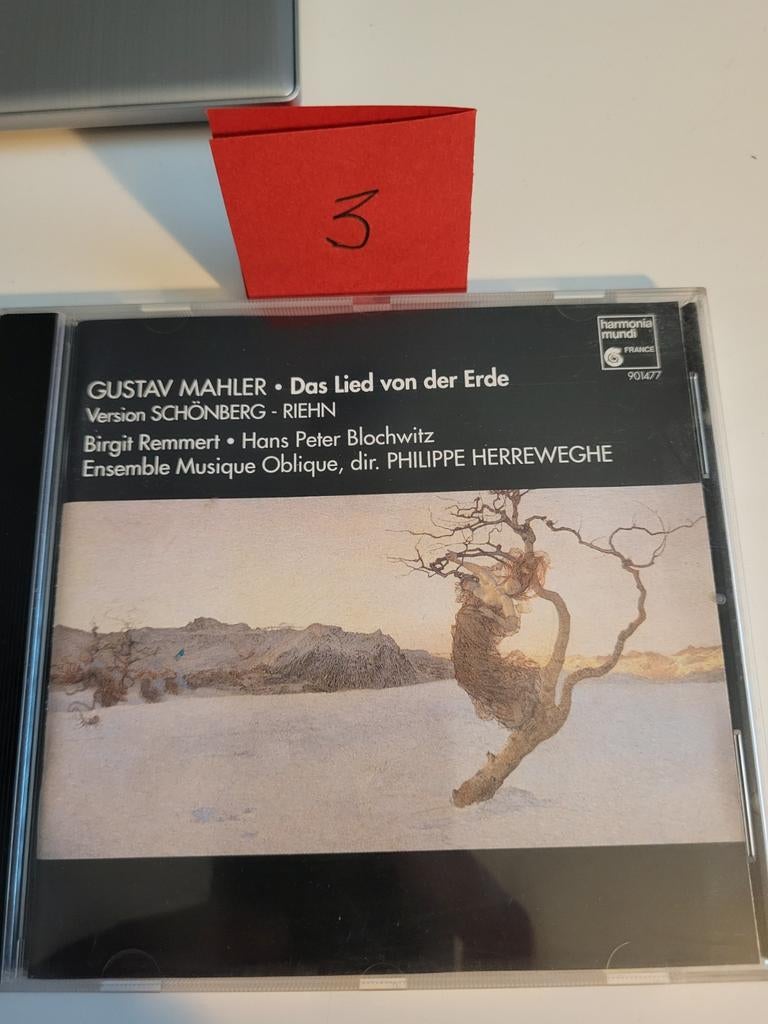 3
harmonia
mundi
FRANCE
901477
GUSTAV MAHLER • Das Lied von der Erde
Version SCHÖNBERG - RIEHN
Birgit Remmert • Hans Peter Blochwitz
Ensemble Musique Oblique, dir. PHILIPPE HERREWEGHE